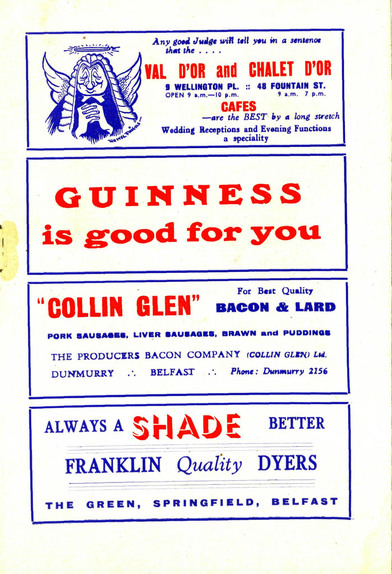 Any good Judge will tell you in a sentence
that the ....
VAL D'OR and CHALET D'OR
9 WELLINGTON PL. :: 48 FOUNTAIN ST.
OPEN 9 a.m.—10 p.m. 9 a.m. 7 p.m.
CAFES
—are the BEST by a long stretch
Wedding Receptions and Evening Functions
a speciality
GUINNESS
is good for you
"COLLIN GLEN"
For Best Quality
BACON & LARD
PORK SAUSAGES, LIVER SAUSAGES, BRAWN and PUDDINGS
THE PRODUCERS BACON COMPANY (COLLIN GLEN) Ltd.
DUNMURRY .·. BELFAST .·. Phone: Dunmurry 2156
ALWAYS A SHADE BETTER
FRANKLIN Quality DYERS
THE GREEN, SPRINGFIELD, BELFAST